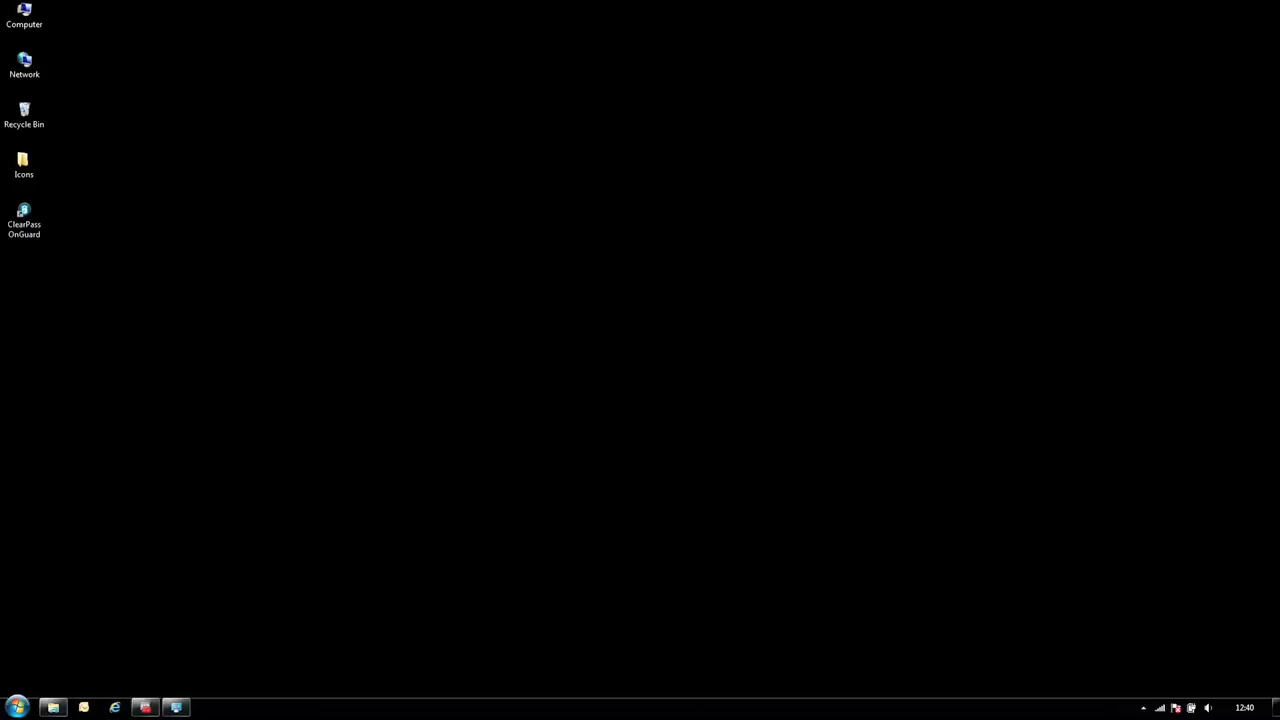 Computer
Network
Recycle Bin
Icons
ClearPass
OnGuard
12:40